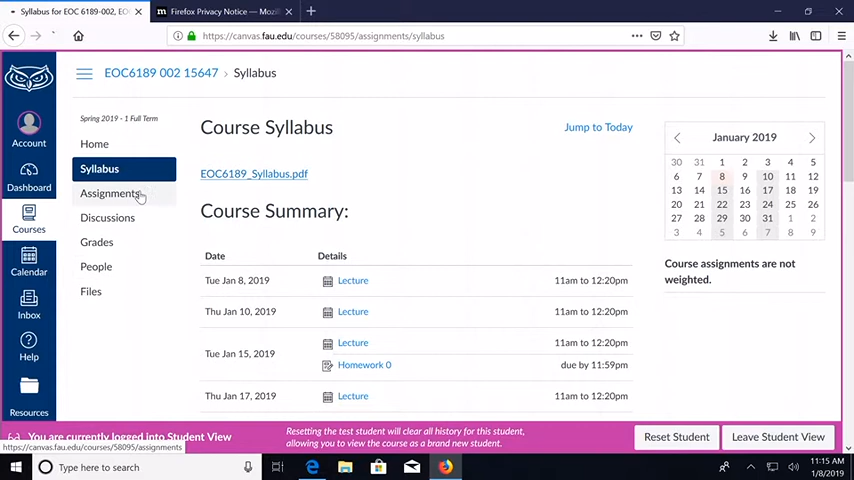 Syllabus for EOC 6189-002, EO
Firefox Privacy Notice — Mozil
https://canvas.fau.edu/courses/58095/assignments/syllabus
EOC6189 002 15647 › Syllabus
Account
Dashboard
Courses
Calendar
Inbox
Help
Resources
Spring 2019 - 1 Full Term
Home
Syllabus
Assignments
Discussions
Grades
People
Files
Course Syllabus
Jump to Today
EOC6189_Syllabus.pdf
Course Summary:
Date Details
Tue Jan 8, 2019 Lecture 11am to 12:20pm
Thu Jan 10, 2019 Lecture 11am to 12:20pm
Tue Jan 15, 2019 Lecture 11am to 12:20pm
Homework 0 due by 11:59pm
Thu Jan 17, 2019 Lecture 11am to 12:20pm
January 2019
30 31 1 2 3 4 5
6 7 8 9 10 11 12
13 14 15 16 17 18 19
20 21 22 23 24 25 26
27 28 29 30 31 1 2
3 4 5 6 7 8 9
Course assignments are not
weighted.
You are currently logged into Student View
Resetting the test student will clear all history for this student,
allowing you to view the course as a brand new student.
Reset Student
Leave Student View
https://canvas.fau.edu/courses/58095/assignments
Type here to search
11:15 AM
1/8/2019